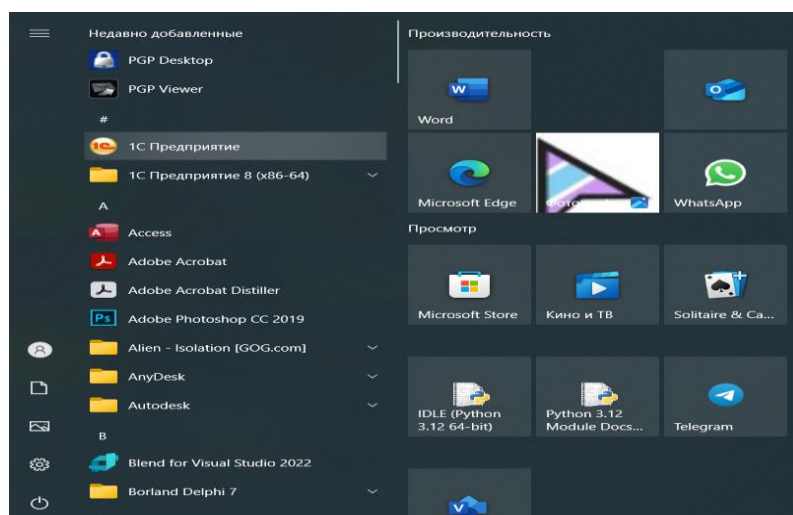 Недавно добавленные
PGP Desktop
PGP Viewer
#
1С Предприятие
1С Предприятие 8 (x86-64)
A
Access
Adobe Acrobat
Adobe Acrobat Distiller
Adobe Photoshop CC 2019
Alien - Isolation [GOG.com]
AnyDesk
Autodesk
B
Blend for Visual Studio 2022
Borland Delphi 7
Производительность
Word
Microsoft Edge
WhatsApp
Просмотр
Microsoft Store
Кино и ТВ
Solitaire & Ca...
IDLE (Python
3.12 64-bit)
Python 3.12
Module Docs...
Telegram